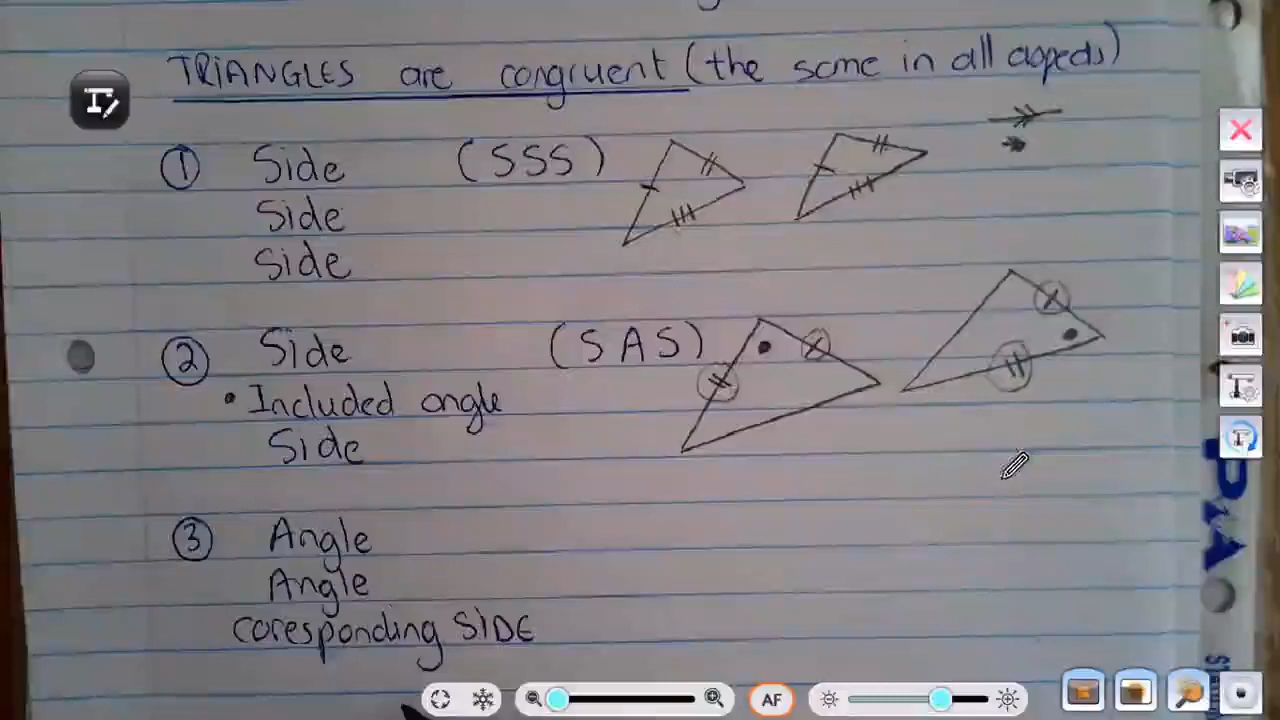 TRIANGLES are congruent (the same in all aspects)
① Side (SSS)
Side
Side
② Side (SAS)
• Included angle
Side
③ Angle
Angle
coresponding SIDE
AF